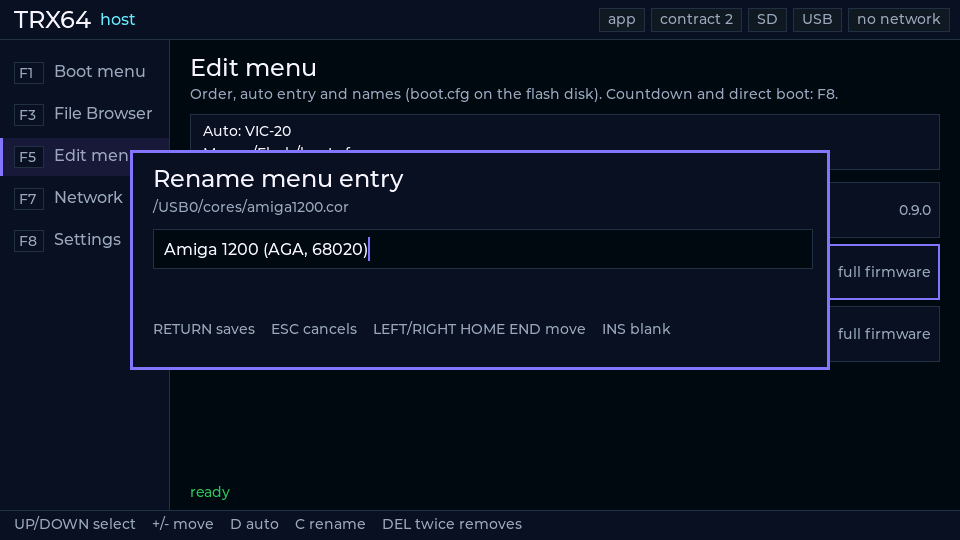 TRX64 host app contract 2 SD USB no network
F1 Boot menu
F3 File Browser
F5 Edit men
F7 Network
F8 Settings
Edit menu
Order, auto entry and names (boot.cfg on the flash disk). Countdown and direct boot: F8.
Auto: VIC-20
0.9.0
full firmware
full firmware
Rename menu entry
/USB0/cores/amiga1200.cor
Amiga 1200 (AGA, 68020)
RETURN saves ESC cancels LEFT/RIGHT HOME END move INS blank
ready
UP/DOWN select +/- move D auto C rename DEL twice removes